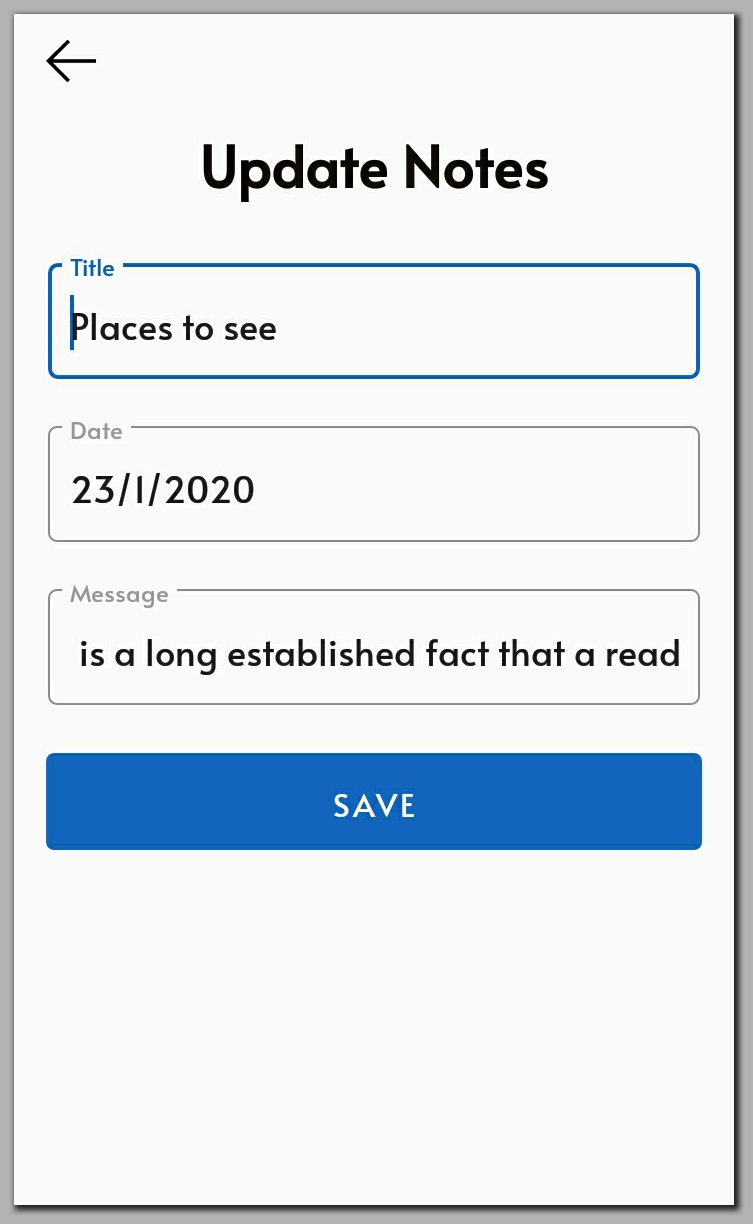 Update Notes
Title
Places to see
Date
23/1/2020
Message
is a long established fact that a read
SAVE